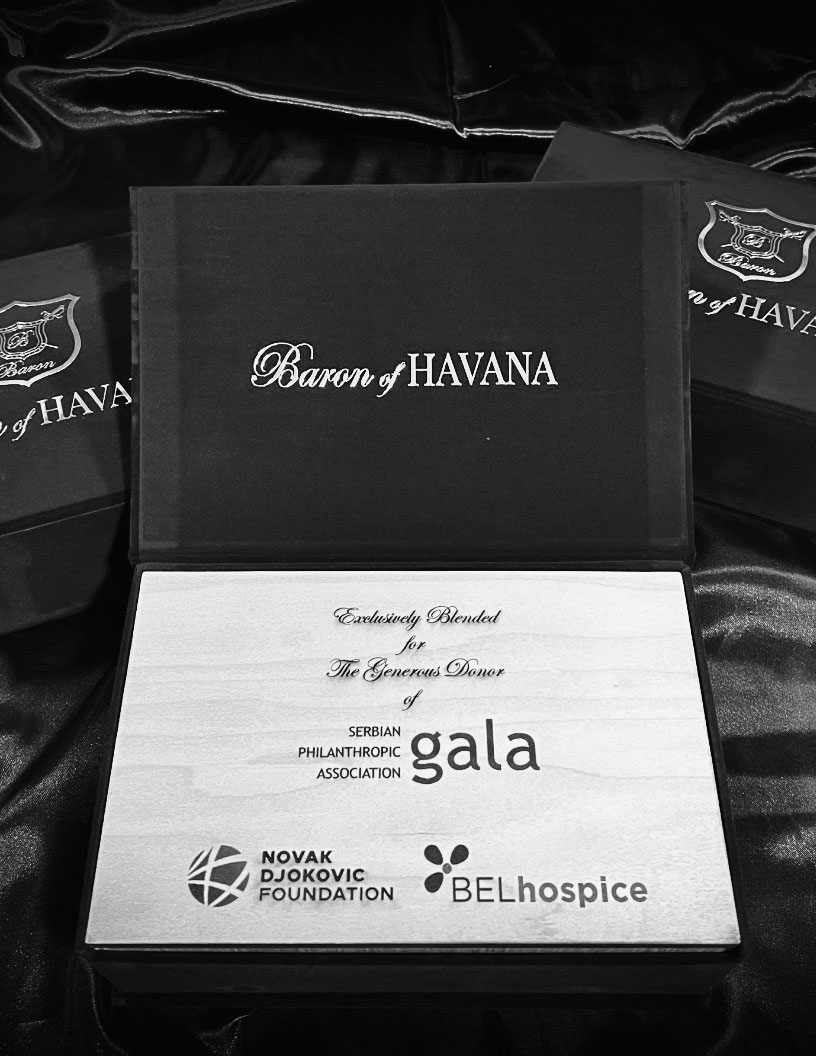 Baron of HAVANA
B
Baron
of HAVA
B
Baron
n of HAVA
Exclusively Blended
for
The Generous Donor
of
SERBIAN
PHILANTHROPIC
ASSOCIATION
gala
NOVAK
DJOKOVIC
FOUNDATION
BELhospice